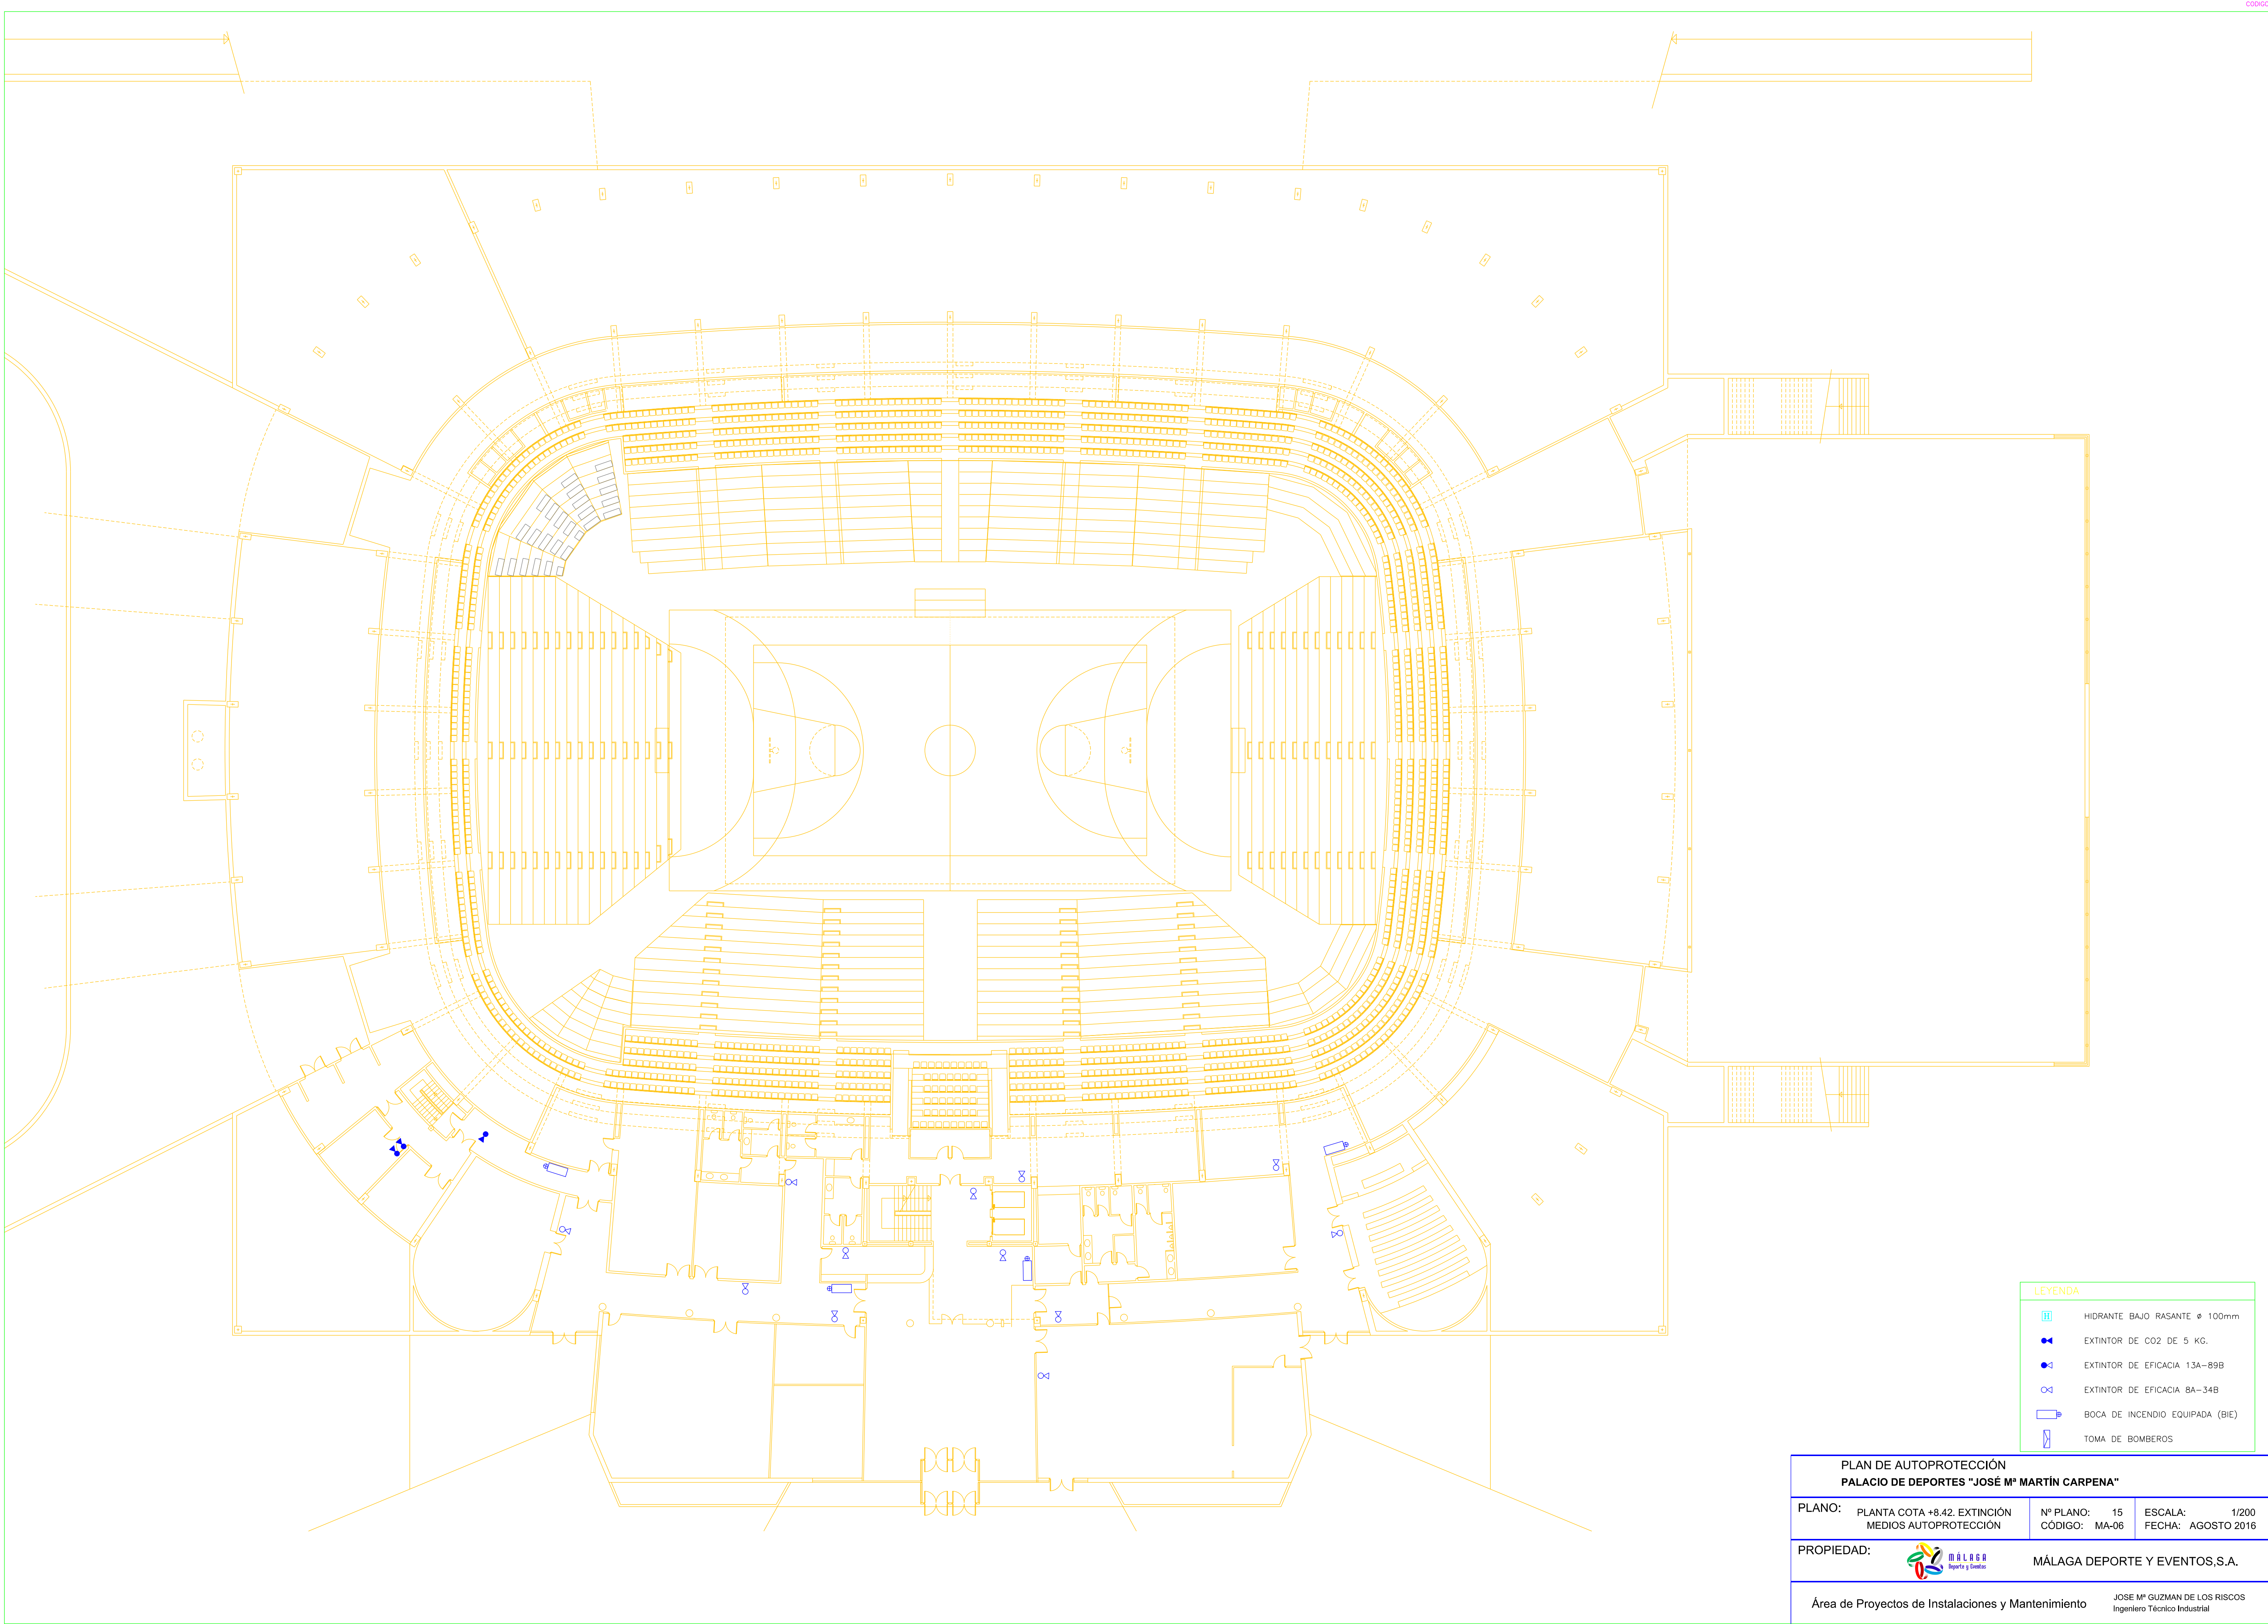 CODIGO
LEYENDA
HIDRANTE BAJO RASANTE ø 100mm
EXTINTOR DE CO2 DE 5 KG.
EXTINTOR DE EFICACIA 13A-89B
EXTINTOR DE EFICACIA 8A-34B
BOCA DE INCENDIO EQUIPADA (BIE)
TOMA DE BOMBEROS
PLAN DE AUTOPROTECCIÓN
PALACIO DE DEPORTES "JOSÉ Mª MARTÍN CARPENA"
PLANO: PLANTA COTA +8.42. EXTINCIÓN
MEDIOS AUTOPROTECCIÓN
Nº PLANO: 15
CÓDIGO: MA-06
ESCALA: 1/200
FECHA: AGOSTO 2016
PROPIEDAD:
MÁLAGA
Deporte y Eventos
MÁLAGA DEPORTE Y EVENTOS,S.A.
Área de Proyectos de Instalaciones y Mantenimiento
JOSE Mª GUZMAN DE LOS RISCOS
Ingeniero Técnico Industrial